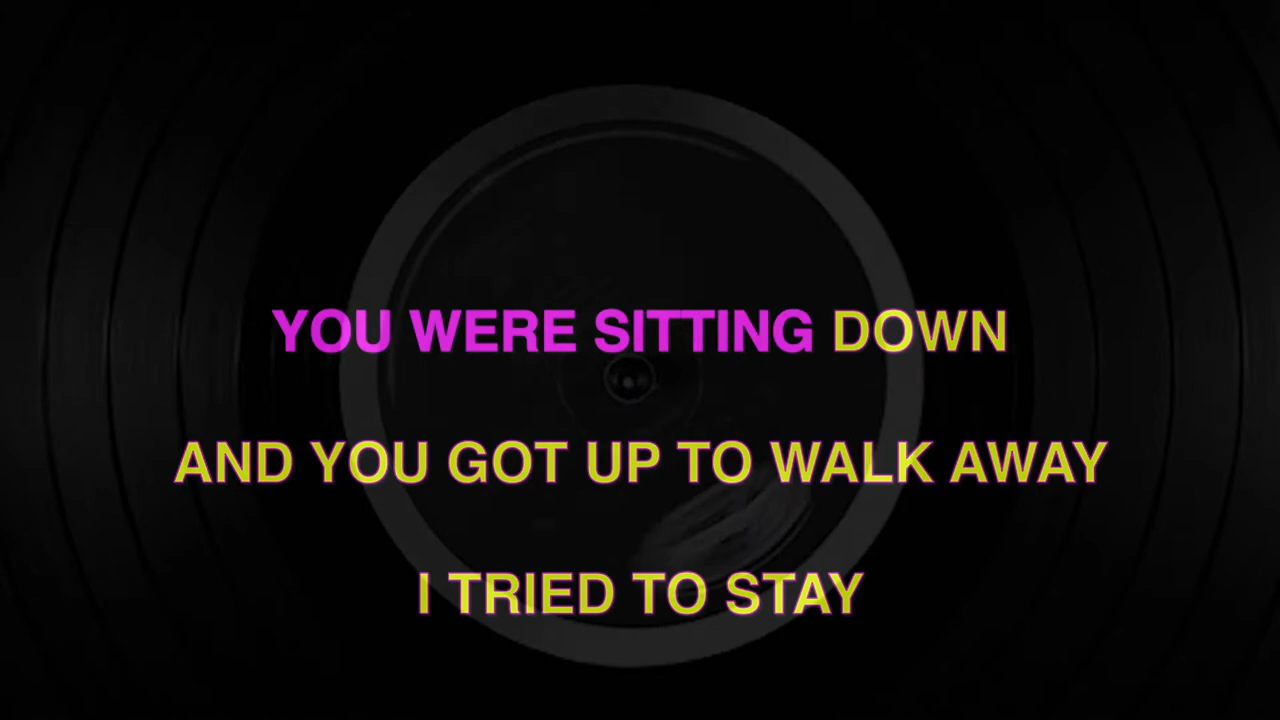 YOU WERE SITTING DOWN
AND YOU GOT UP TO WALK AWAY
I TRIED TO STAY